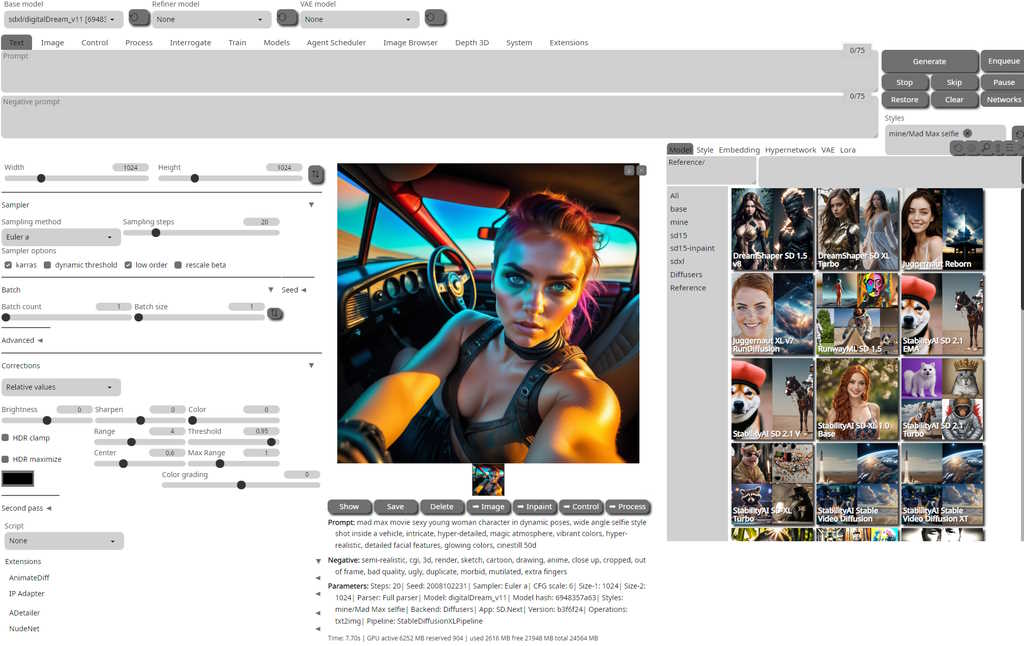 Base model
Refiner model
VAE model
sdxl/digitalDream_v11 [6948:
None
None
Text
Image
Control
Process
Interrogate
Train
Models
Agent Scheduler
Image Browser
Depth 3D
System
Extensions
0/75
Prompt
0/75
Negative prompt
Generate
Enqueue
Stop
Skip
Pause
Restore
Clear
Networks
Styles
mine/Mad Max selfie
Width
1024
Height
1024
Sampler
Sampling method
Sampling steps
20
Euler a
Sampler options
karras
dynamic threshold
low order
rescale beta
Batch
Seed
Batch count
1
Batch size
1
Advanced
Corrections
Relative values
Brightness
0
Sharpen
0
Color
0
HDR clamp
Range
4
Threshold
0.95
HDR maximize
Center
0.6
Max Range
1
Color grading
0
Second pass
Script
None
Extensions
AnimateDiff
IP Adapter
ADetailer
NudeNet
Show
Save
Delete
➡ Image
➡ Inpaint
➡ Control
➡ Process
Prompt: mad max movie sexy young woman character in dynamic poses, wide angle selfie style
shot inside a vehicle, intricate, hyper-detailed, magic atmosphere, vibrant colors, hyper-
realistic, detailed facial features, glowing colors, cinestill 50d
Negative: semi-realistic, cgi, 3d, render, sketch, cartoon, drawing, anime, close up, cropped, out
of frame, bad quality, ugly, duplicate, morbid, mutilated, extra fingers
Parameters: Steps: 20| Seed: 2008102231| Sampler: Euler a| CFG scale: 6| Size-1: 1024| Size-2:
1024| Parser: Full parser| Model: digitalDream_v11| Model hash: 6948357a63| Styles:
mine/Mad Max selfie| Backend: Diffusers| App: SD.Next| Version: b3f6f24| Operations:
txt2img| Pipeline: StableDiffusionXLPipeline
Time: 7.70s | GPU active 6252 MB reserved 904 | used 2616 MB free 21948 MB total 24564 MB
Model
Style
Embedding
Hypernetwork
VAE
Lora
Reference/
All
base
mine
sd15
sd15-inpaint
sdxl
Diffusers
Reference
DreamShaper SD 1.5
v8
DreamShaper SD XL
Turbo
Juggernaut Reborn
Juggernaut XL v7
RunDiffusion
RunwayML SD 1.5
StabilityAI SD 2.1
EMA
StabilityAI SD 2.1 V
StabilityAI SD-XL 1.0
Base
StabilityAI SD 2.1
Turbo
StabilityAI SD-XL
Turbo
StabilityAI Stable
Video Diffusion
StabilityAI Stable
Video Diffusion XT